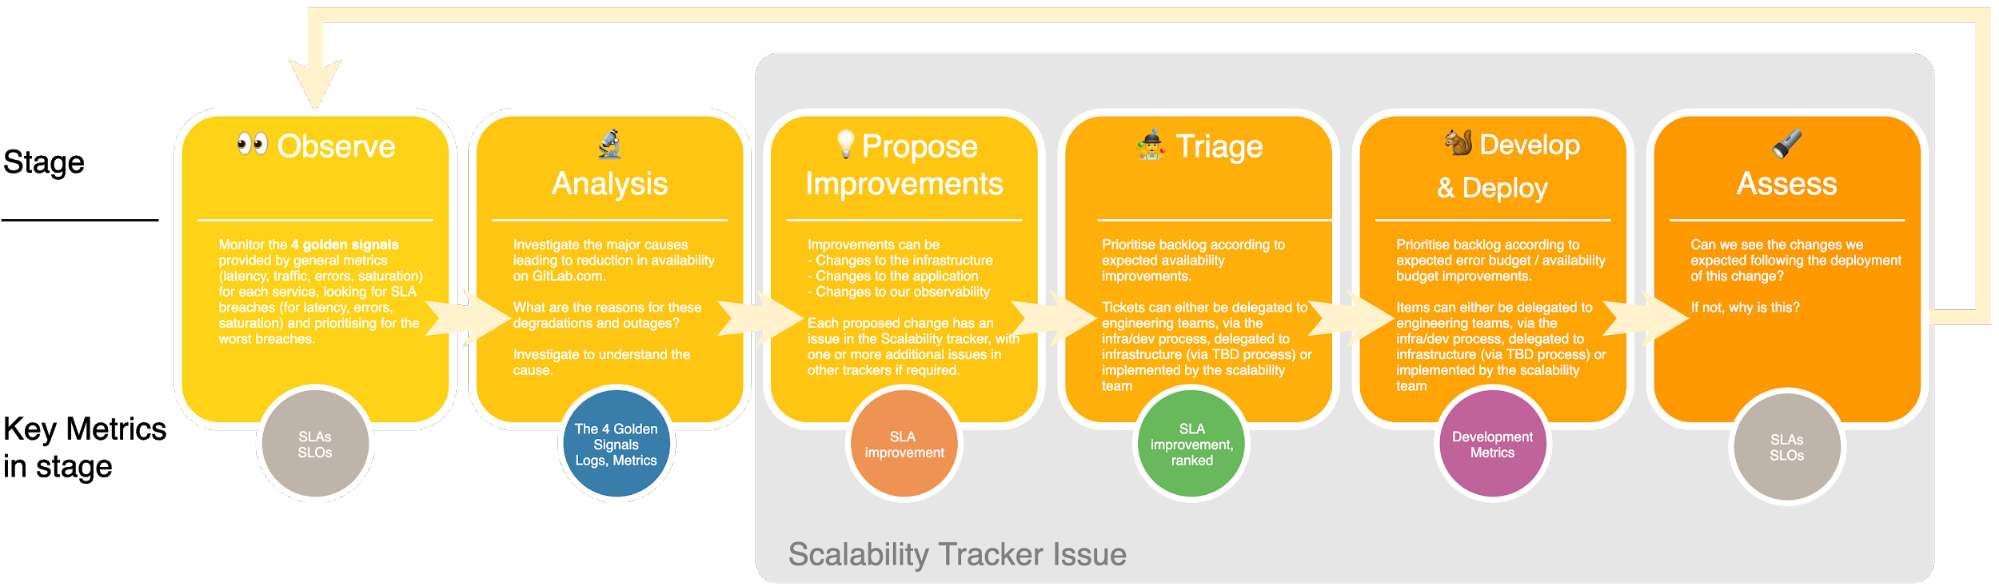 Stage
Key Metrics
in stage
Observe
Monitor the 4 golden signals
provided by general metrics
(latency, traffic, errors, saturation)
for each service, looking for SLA
breaches (for latency, errors,
saturation) and prioritising for the
worst breaches.
SLAs
SLOs
Analysis
Investigate the major causes
leading to reduction in availability
on GitLab.com.
What are the reasons for these
degradations and outages?
Investigate to understand the
cause.
The 4 Golden
Signals
Logs, Metrics
Propose
Improvements
Improvements can be
- Changes to the infrastructure
- Changes to the application
- Changes to our observability
Each proposed change has an
issue in the Scalability tracker, with
one or more additional issues in
other trackers if required.
SLA
improvement
Triage
Prioritise backlog according to
expected availability
improvements.
Tickets can either be delegated to
engineering teams, via the
infra/dev process, delegated to
infrastructure (via TBD process) or
implemented by the scalability
team
SLA
improvement,
ranked
Develop
& Deploy
Prioritise backlog according to
expected error budget / availability
budget improvements.
Items can either be delegated to
engineering teams, via the
infra/dev process, delegated to
infrastructure (via TBD process) or
implemented by the scalability
team
Development
Metrics
Assess
Can we see the changes we
expected following the deployment
of this change?
If not, why is this?
SLAs
SLOs
Scalability Tracker Issue